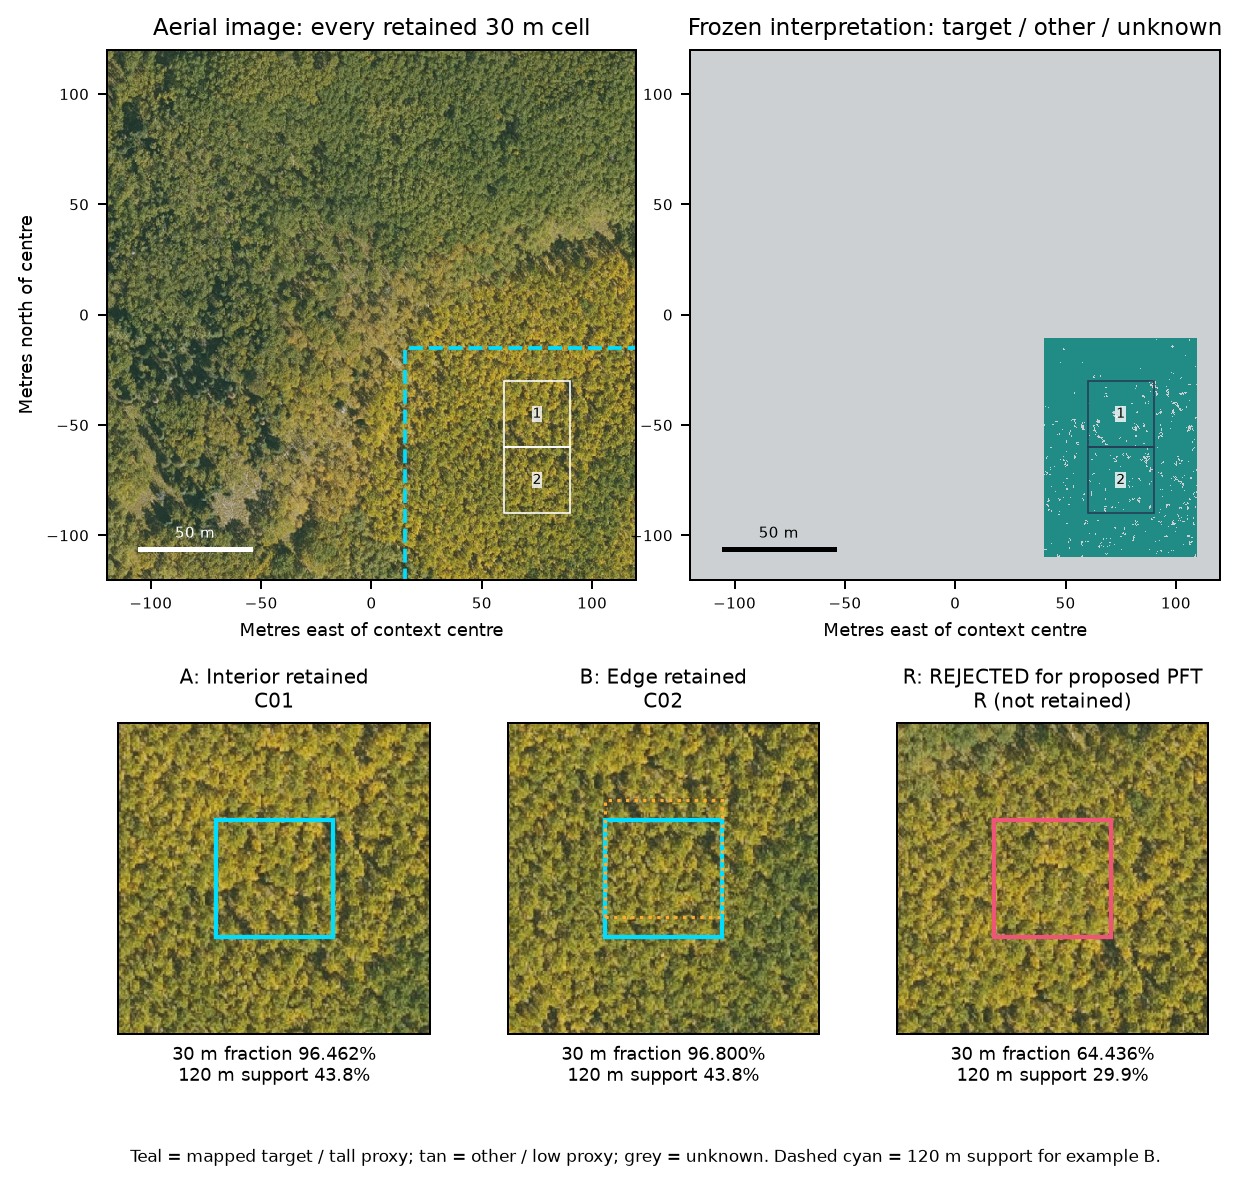 Aerial image: every retained 30 m cell
Frozen interpretation: target / other / unknown
Metres north of centre
100
50
0
−50
−100
1
2
50 m
−100
−50
0
50
100
Metres east of context centre
100
50
0
−50
−100
1
2
50 m
−100
−50
0
50
100
Metres east of context centre
A: Interior retained
C01
30 m fraction 96.462%
120 m support 43.8%
B: Edge retained
C02
30 m fraction 96.800%
120 m support 43.8%
R: REJECTED for proposed PFT
R (not retained)
30 m fraction 64.436%
120 m support 29.9%
Teal = mapped target / tall proxy; tan = other / low proxy; grey = unknown. Dashed cyan = 120 m support for example B.